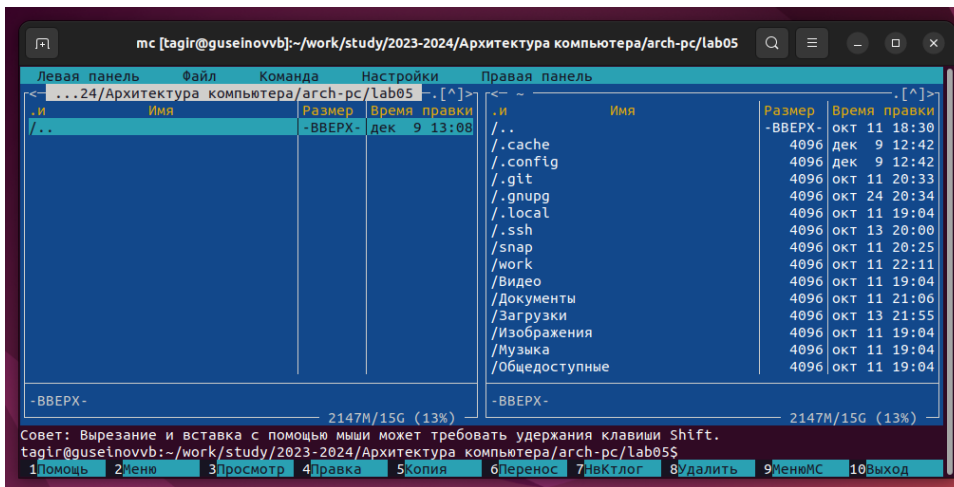 mc [tagir@guseinovvb]:~/work/study/2023-2024/Архитектура компьютера/arch-pc/lab05
Левая панель Файл Команда Настройки Правая панель
<— ...24/Архитектура компьютера/arch-pc/lab05 —.[^]> <— ~ —.[^]>
.и Имя Размер Время правки .и Имя Размер Время правки
/.. -ВВЕРХ- дек 9 13:08 /.. -ВВЕРХ- окт 11 18:30
/.cache 4096 дек 9 12:42
/.config 4096 дек 9 12:42
/.git 4096 окт 11 20:33
/.gnupg 4096 окт 24 20:34
/.local 4096 окт 11 19:04
/.ssh 4096 окт 13 20:00
/snap 4096 окт 11 20:25
/work 4096 окт 11 22:11
/Видео 4096 окт 11 19:04
/Документы 4096 окт 11 21:06
/Загрузки 4096 окт 13 21:55
/Изображения 4096 окт 11 19:04
/Музыка 4096 окт 11 19:04
/Общедоступные 4096 окт 11 19:04
-ВВЕРХ- -ВВЕРХ-
2147M/15G (13%) 2147M/15G (13%)
Совет: Вырезание и вставка с помощью мыши может требовать удержания клавиши Shift.
tagir@guseinovvb:~/work/study/2023-2024/Архитектура компьютера/arch-pc/lab05$
1Помощь 2Меню 3Просмотр 4Правка 5Копия 6Перенос 7НвКтлог 8Удалить 9МенюМС 10Выход